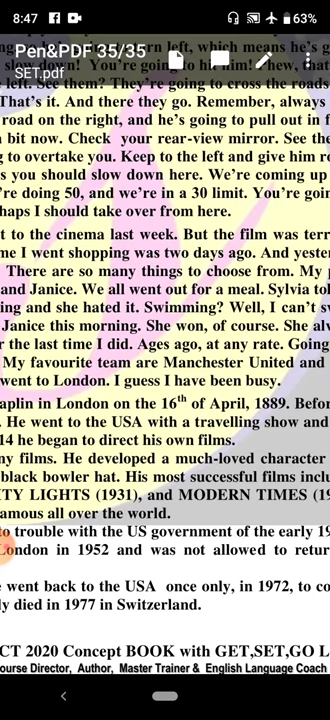 8:47
63%
Pen&PDF 35/35
SET.pdf
left, which means he's g
slow down! You're going to hit him! Phew, that
left. See them? They're going to cross the roads
That's it. And there they go. Remember, always
road on the right, and he's going to pull out in f
bit now. Check your rear-view mirror. See the
g to overtake you. Keep to the left and give him ro
s you should slow down here. We're coming up
're doing 50, and we're in a 30 limit. You're goin
haps I should take over from here.
t to the cinema last week. But the film was terr
me I went shopping was two days ago. And yester
There are so many things to choose from. My p
and Janice. We all went out for a meal. Sylvia tol
ing and she hated it. Swimming? Well, I can't sw
Janice this morning. She won, of course. She alw
r the last time I did. Ages ago, at any rate. Going
My favourite team are Manchester United and
went to London. I guess I have been busy.
aplin in London on the 16th of April, 1889. Befor
. He went to the USA with a travelling show and
14 he began to direct his own films.
ny films. He developed a much-loved character
black bowler hat. His most successful films inclu
ITY LIGHTS (1931), and MODERN TIMES (19
amous all over the world.
to trouble with the US government of the early 19
London in 1952 and was not allowed to retur
e went back to the USA once only, in 1972, to co
ly died in 1977 in Switzerland.
CT 2020 Concept BOOK with GET,SET,GO L
ourse Director, Author, Master Trainer & English Language Coach